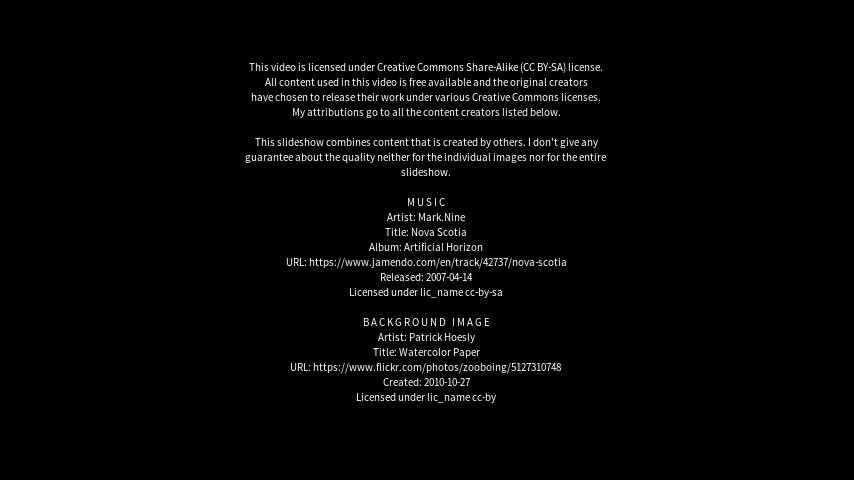 This video is licensed under Creative Commons Share-Alike (CC BY-SA) license.
All content used in this video is free available and the original creators
have chosen to release their work under various Creative Commons licenses.
My attributions go to all the content creators listed below.
This slideshow combines content that is created by others. I don't give any
guarantee about the quality neither for the individual images nor for the entire
slideshow.
MUSIC
Artist: Mark.Nine
Title: Nova Scotia
Album: Artificial Horizon
URL: https://www.jamendo.com/en/track/42737/nova-scotia
Released: 2007-04-14
Licensed under lic_name cc-by-sa
BACKGROUND IMAGE
Artist: Patrick Hoesly
Title: Watercolor Paper
URL: https://www.flickr.com/photos/zooboing/5127310748
Created: 2010-10-27
Licensed under lic_name cc-by